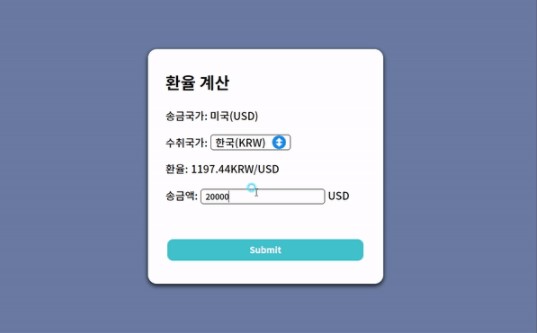 환율 계산
송금국가: 미국(USD)
수취국가: 한국(KRW)
환율: 1197.44KRW/USD
송금액: 20000 USD
Submit